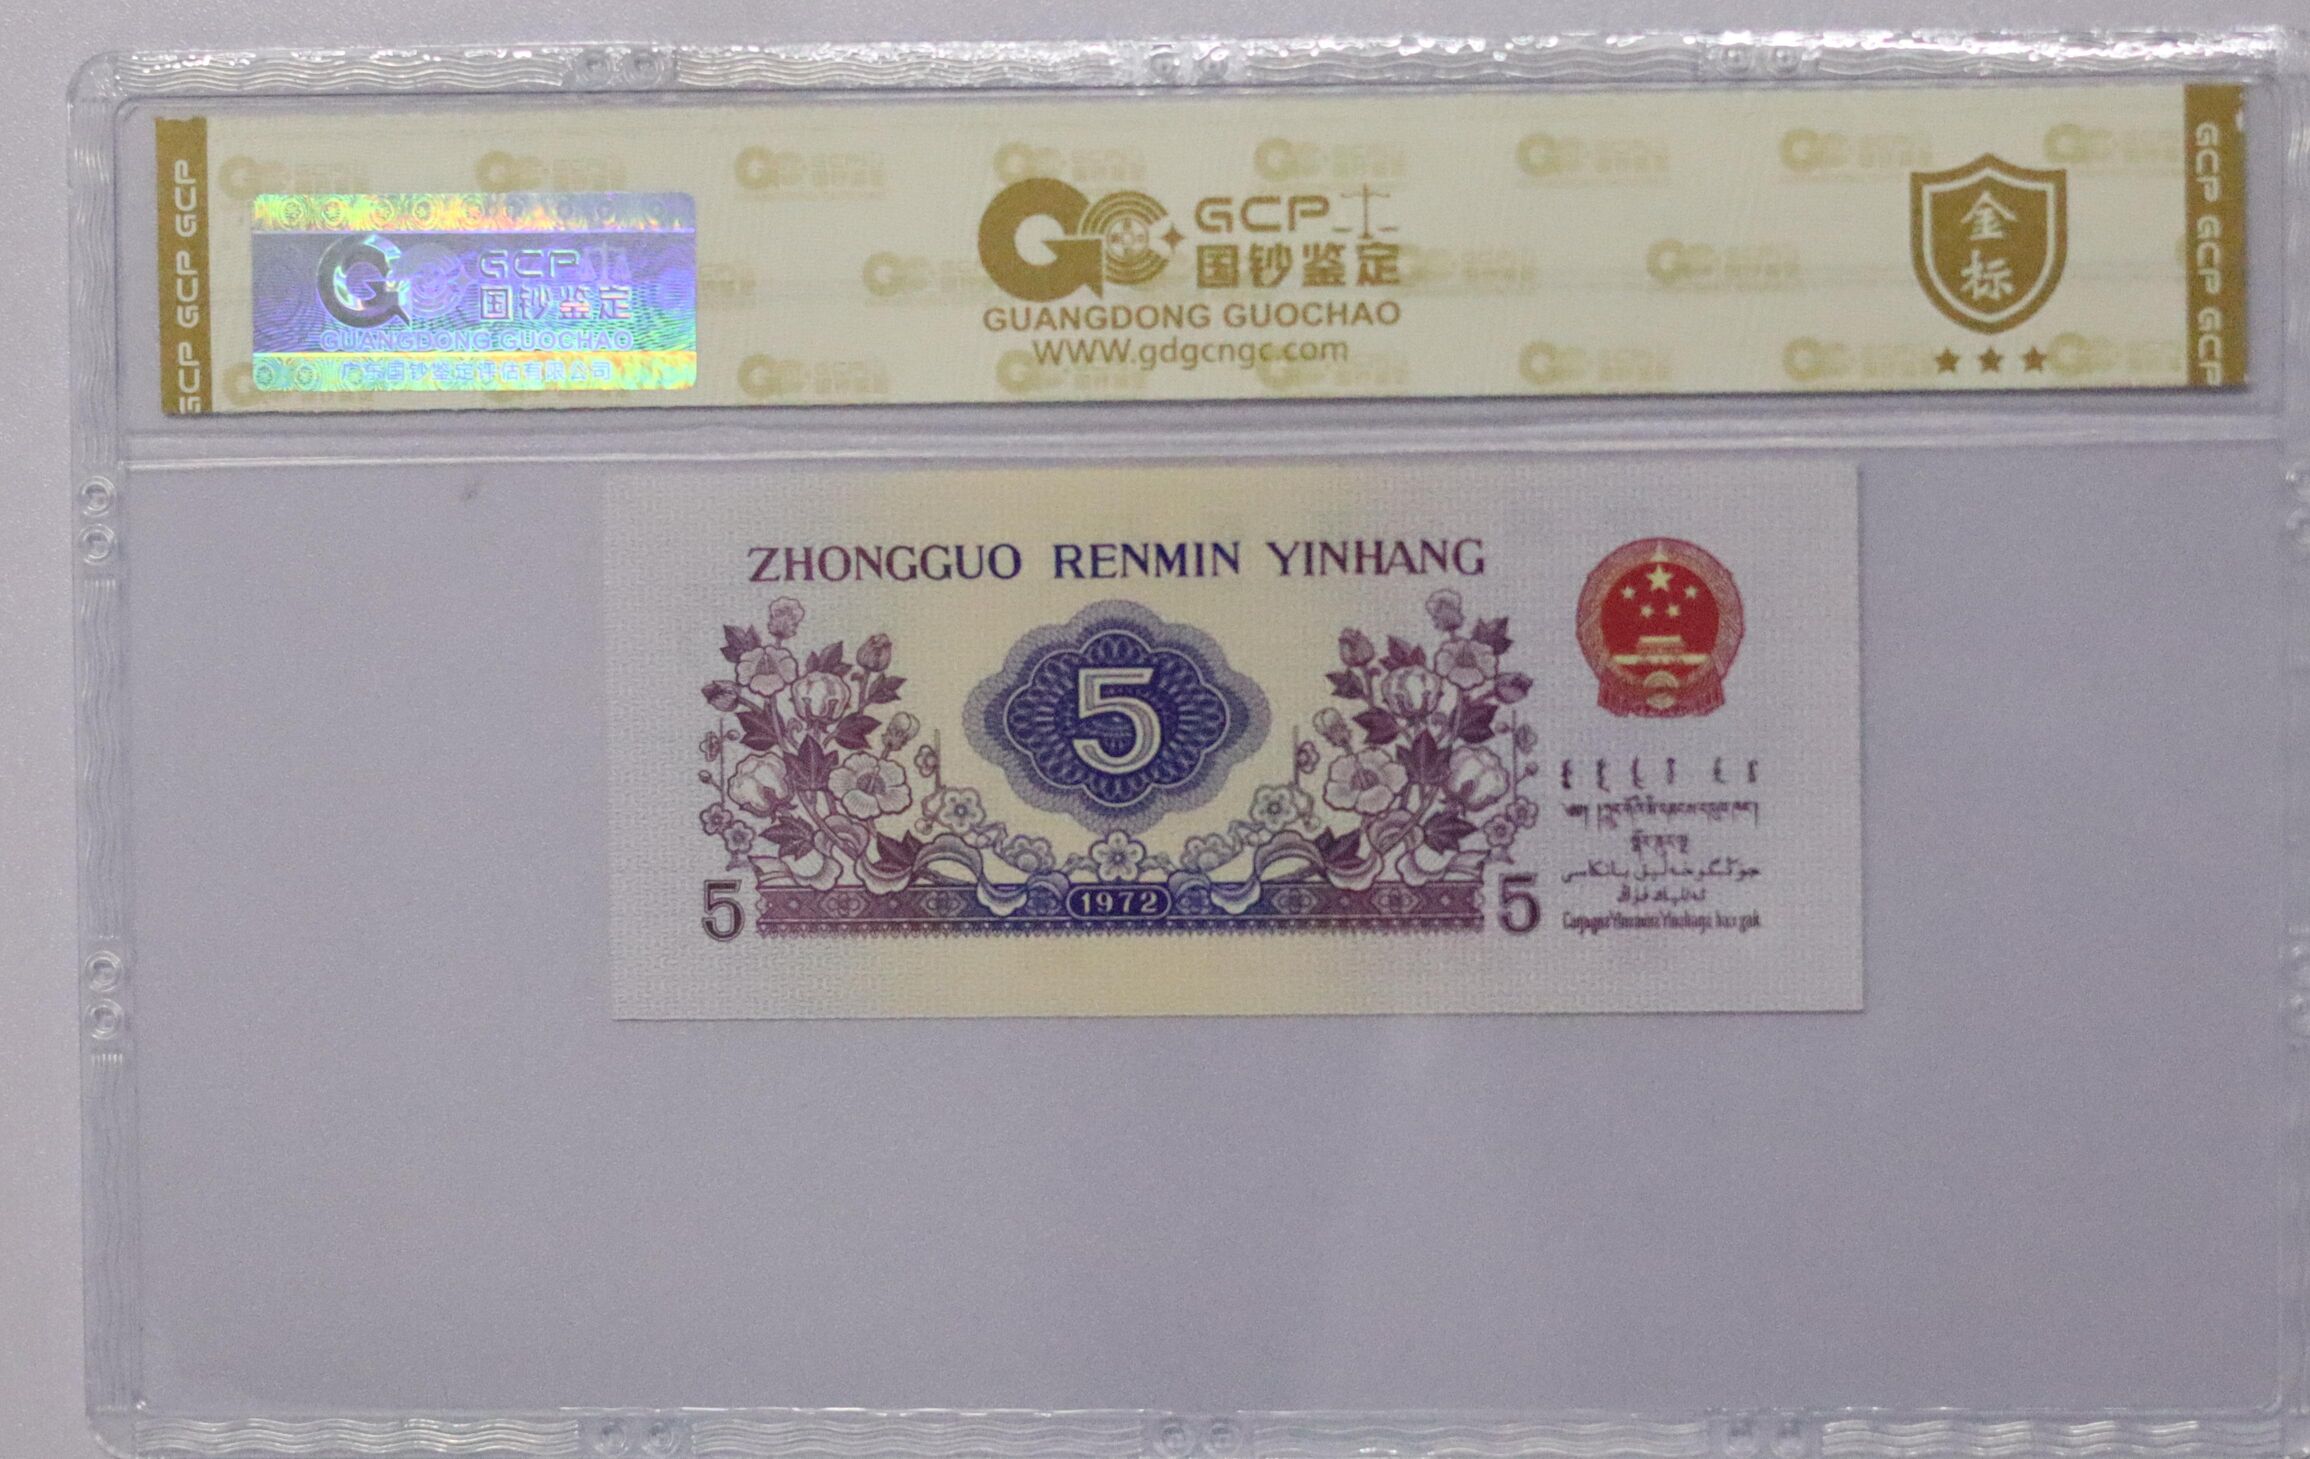 GCP GCP GCP
GCP
国钞鉴定
GUANGDONG GUOCHAO
广东国钞鉴定评估有限公司
GCP
国钞鉴定
GUANGDONG GUOCHAO
WWW.gdgcngc.com
金标
GCP GCP GCP
ZHONGGUO RENMIN YINHANG
5
5
1972
5